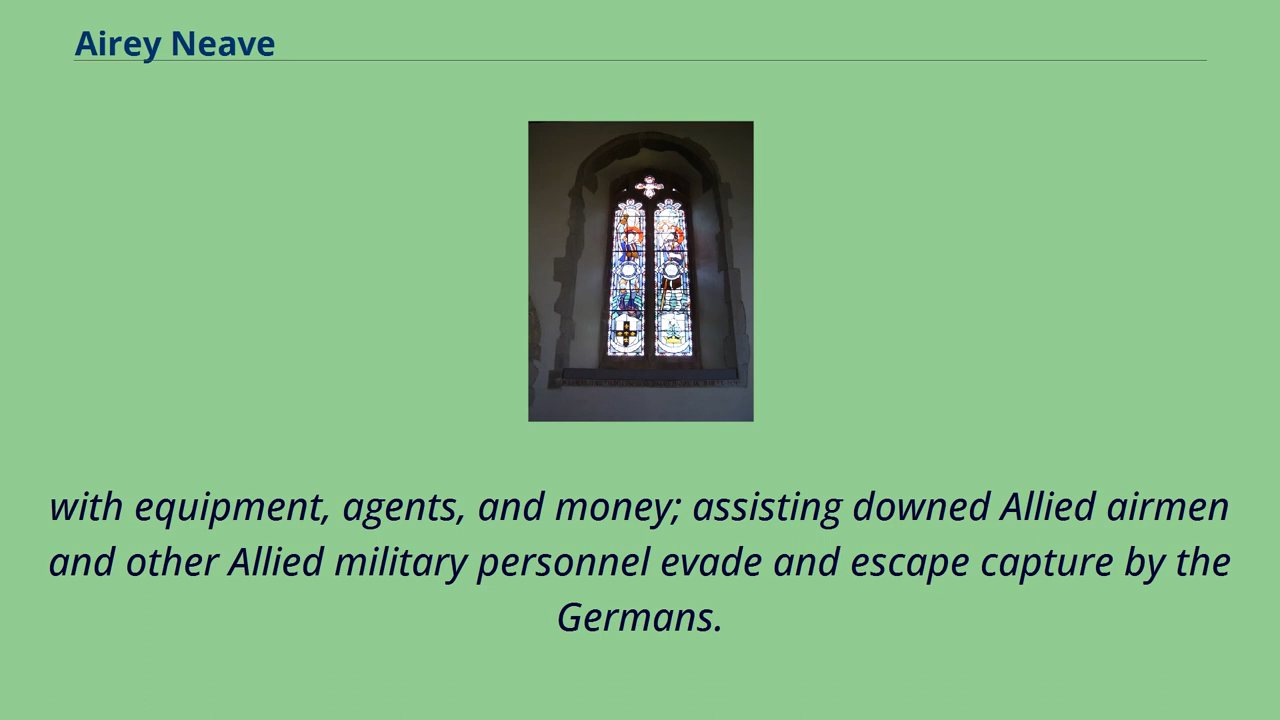 Airey Neave
with equipment, agents, and money; assisting downed Allied airmen
and other Allied military personnel evade and escape capture by the
Germans.